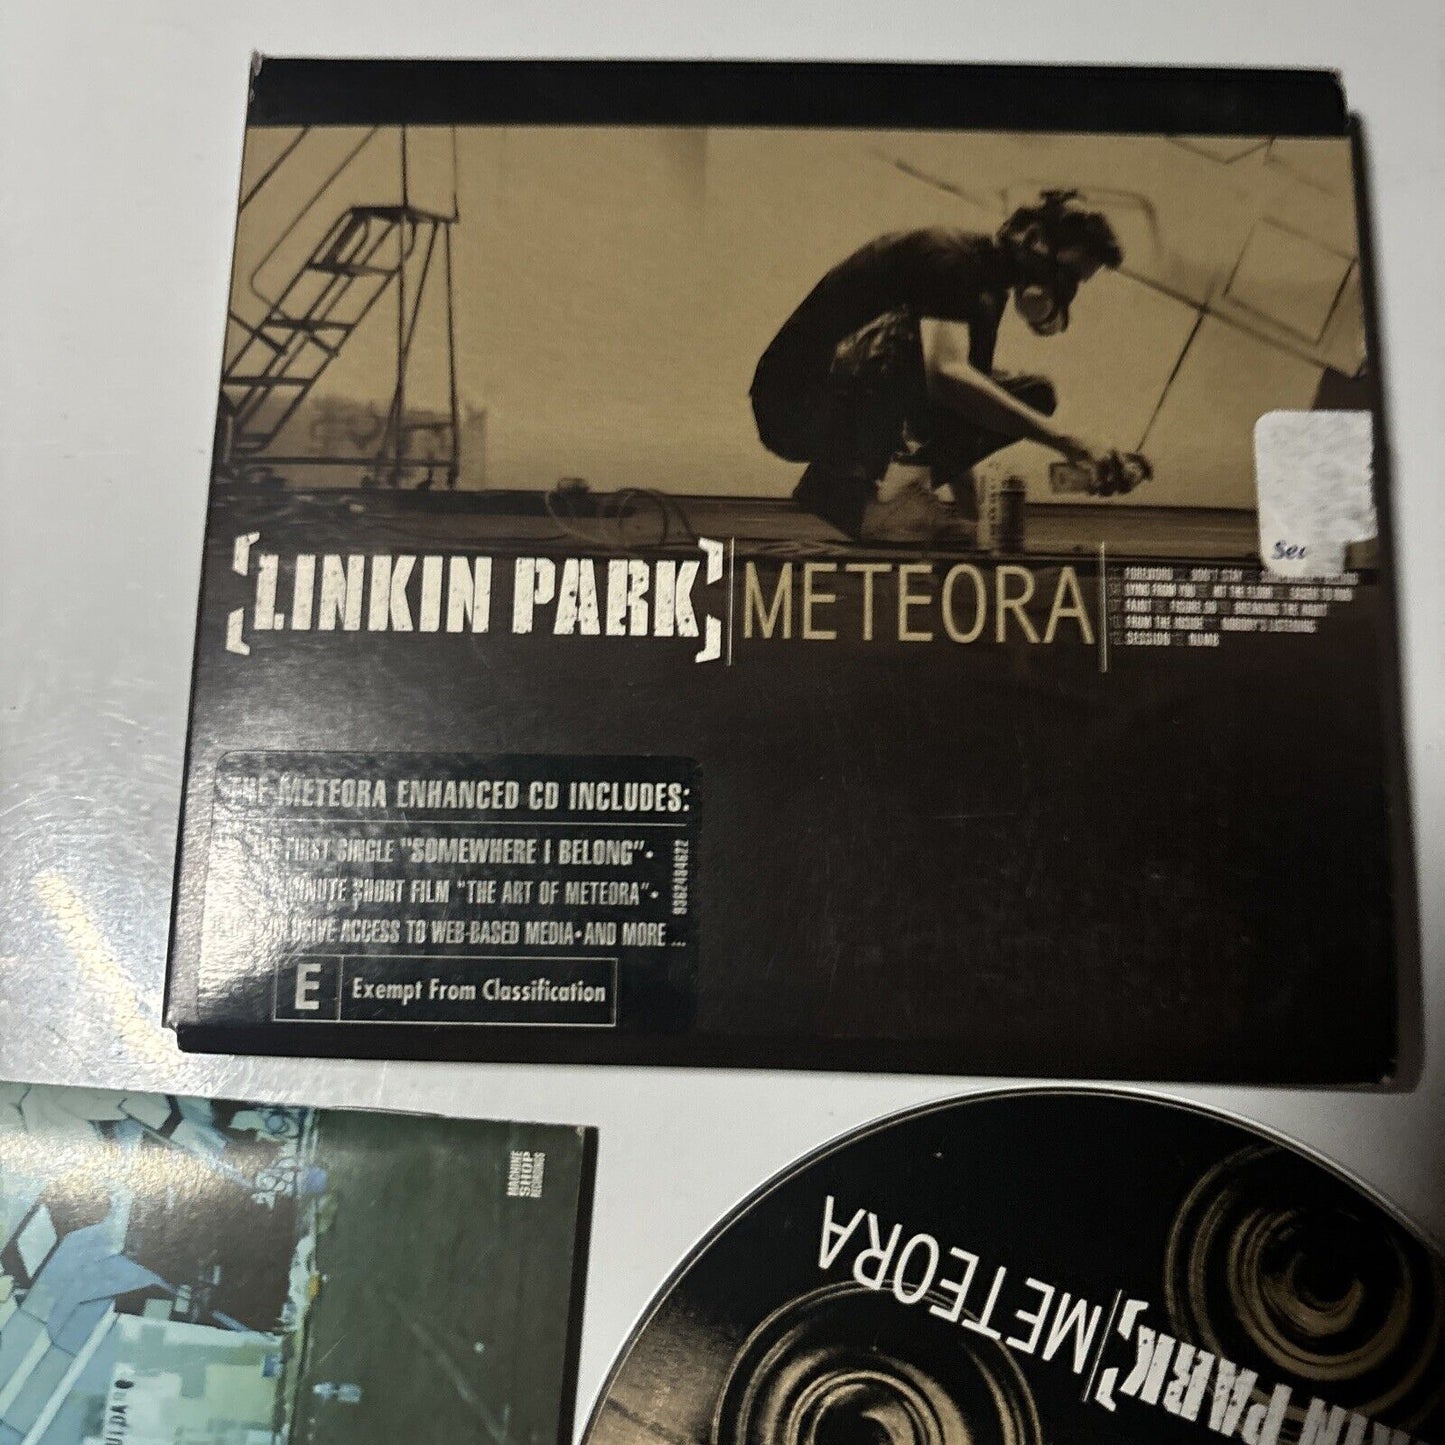 [LINKIN PARK]
METEORA
FOREWORD DON'T STAY
LYING FROM YOU HIT THE FLOOR EASIER TO RUN
FAINT FIGURE.09 BREAKING THE HABIT
FROM THE INSIDE NOBODY'S LISTENING
SESSION NUMB
THE METEORA ENHANCED CD INCLUDES:
FIRST SINGLE "SOMEWHERE I BELONG"•
MINUTE SHORT FILM "THE ART OF METEORA"•
ACCESS TO WEB-BASED MEDIA•AND MORE ...
9362484622
E Exempt From Classification
MACHINE
SHOP
RECORDINGS
METEORA
PARK]